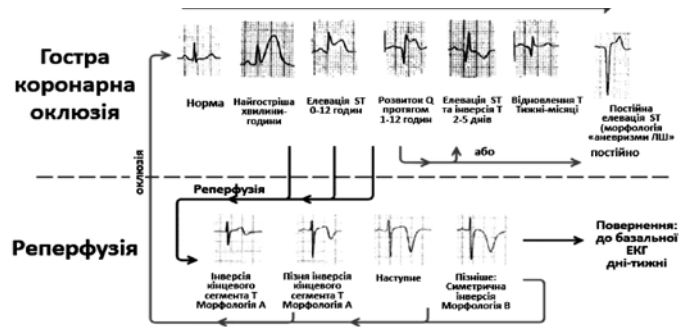 Гостра
коронарна
оклюзія
Норма
Найгостріша
хвилини-
години
Елевація ST
0-12 годин
Розвиток Q
протягом
1-12 годин
Елевація ST
та інверсія Т
2-5 днів
Відновлення Т
Тижні-місяці
Постійна
елевація ST
(морфологія
«аневризми ЛШ»
або
постійно
оклюзія
Реперфузія
Реперфузія
Інверсія
кінцевого
сегмента Т
Морфологія А
Пізня інверсія
кінцевого
сегмента Т
Морфологія А
Наступне
Пізніше:
Симетрична
інверсія
Морфологія В
Повернення:
до базальної
ЕКГ
дні-тижні